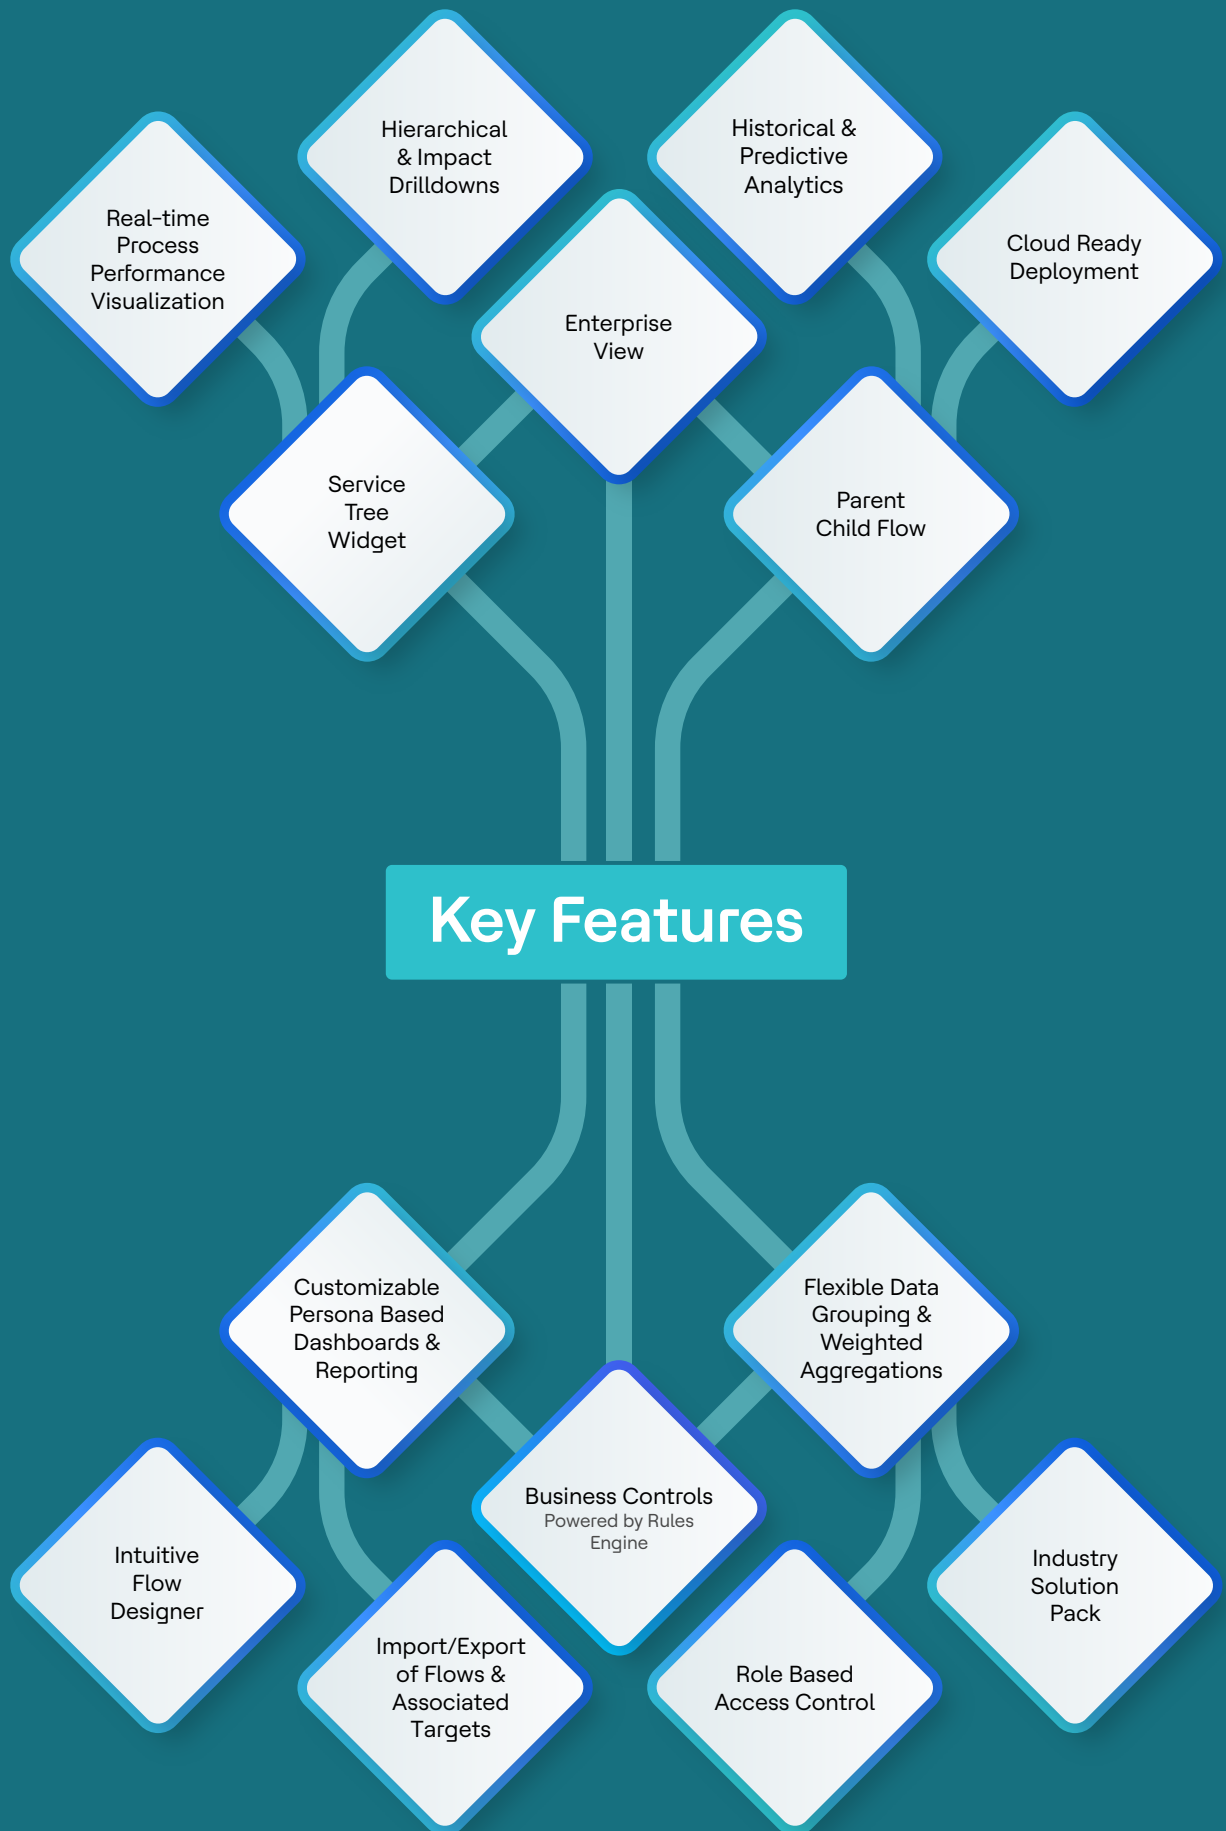 Hierarchical
& Impact
Drilldowns
Historical &
Predictive
Analytics
Real-time
Process
Performance
Visualization
Cloud Ready
Deployment
Enterprise
View
Service
Tree
Widget
Parent
Child Flow
Key Features
Customizable
Persona Based
Dashboards &
Reporting
Flexible Data
Grouping &
Weighted
Aggregations
Business Controls
Powered by Rules
Engine
Intuitive
Flow
Designer
Industry
Solution
Pack
Import/Export
of Flows &
Associated
Targets
Role Based
Access Control